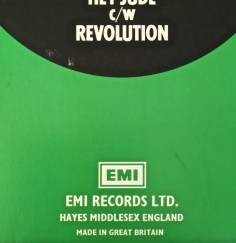 HEY JUDE
c/w
REVOLUTION
EMI
EMI RECORDS LTD.
HAYES MIDDLESEX ENGLAND
MADE IN GREAT BRITAIN